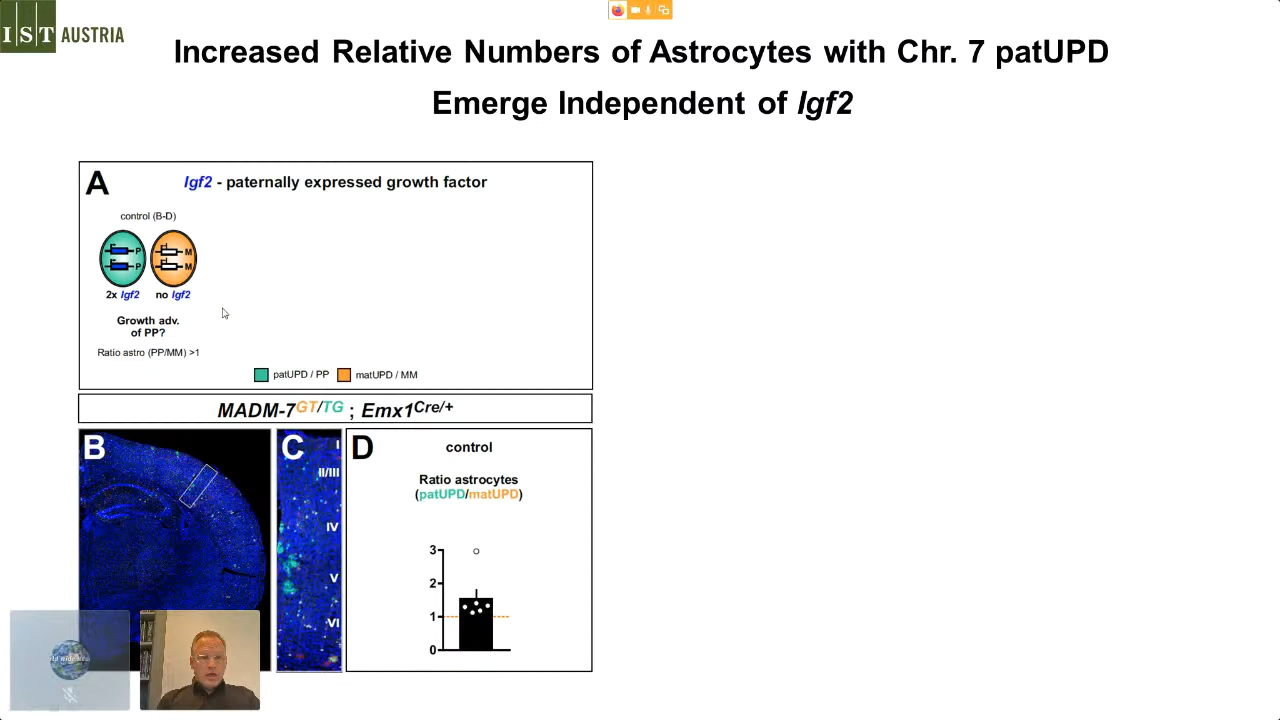 IST AUSTRIA
Increased Relative Numbers of Astrocytes with Chr. 7 patUPD
Emerge Independent of Igf2
A
Igf2 - paternally expressed growth factor
control (B-D)
P M
P M
2x Igf2 no Igf2
Growth adv.
of PP?
Ratio astro (PP/MM) >1
patUPD / PP matUPD / MM
MADM-7GT/TG ; Emx1Cre/+
B
C
I
II/III
IV
V
VI
D
control
Ratio astrocytes
(patUPD/matUPD)
3
2
1
0